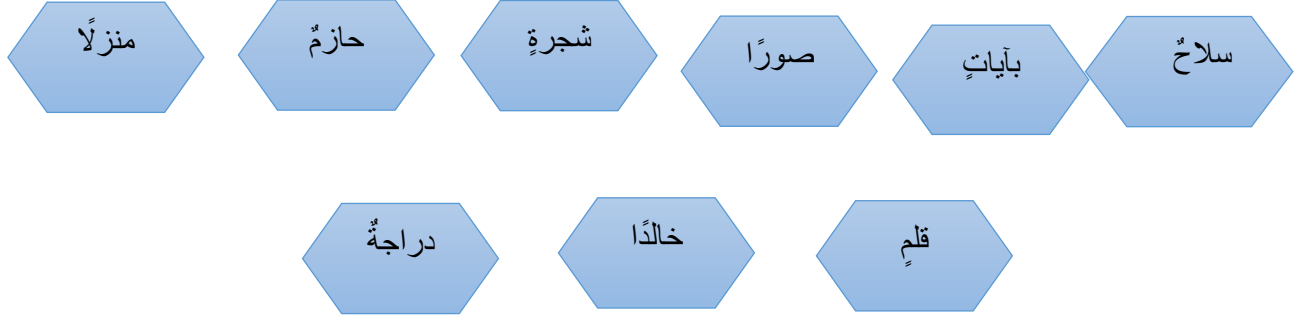 سلاحٌ بآياتٍ صورًا شجرةٍ حازمٌ منزلًا
قلمٍ خالدًا دراجةٌ